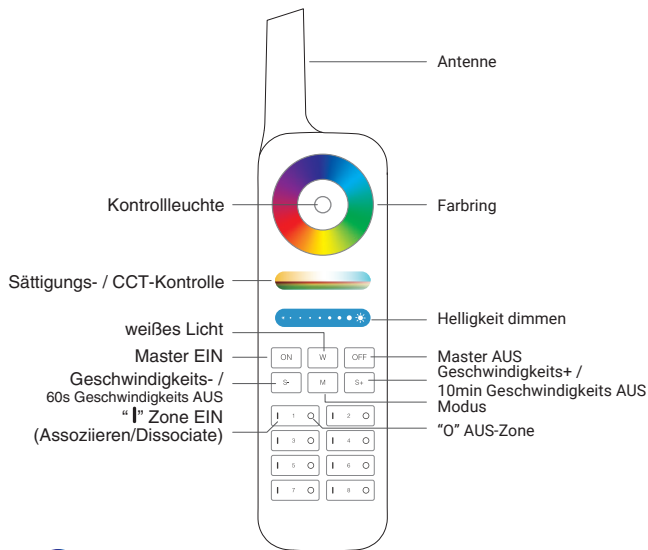 Antenne
Kontrollleuchte
Farbring
Sättigungs- / CCT-Kontrolle
Helligkeit dimmen
weißes Licht
Master EIN
ON
W
OFF
Master AUS
Geschwindigkeits- /
60s Geschwindigkeits AUS
S-
M
S+
Geschwindigkeits+ /
10min Geschwindigkeits AUS
Modus
“I” Zone EIN
(Assoziieren/Dissociate)
I 1 O
I 2 O
"O" AUS-Zone
I 3 O
I 4 O
I 5 O
I 6 O
I 7 O
I 8 O